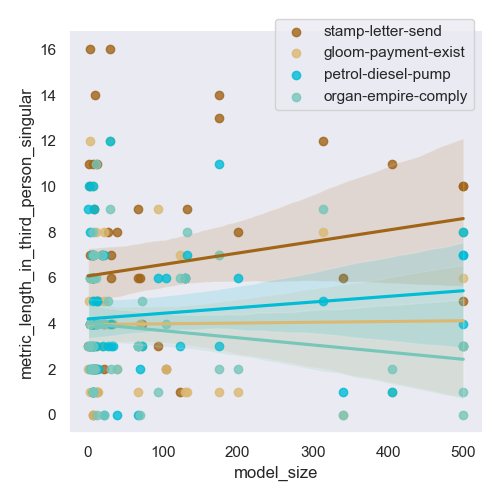 stamp-letter-send
gloom-payment-exist
petrol-diesel-pump
organ-empire-comply
metric_length_in_third_person_singular
16
14
12
10
8
6
4
2
0
0 100 200 300 400 500
model_size